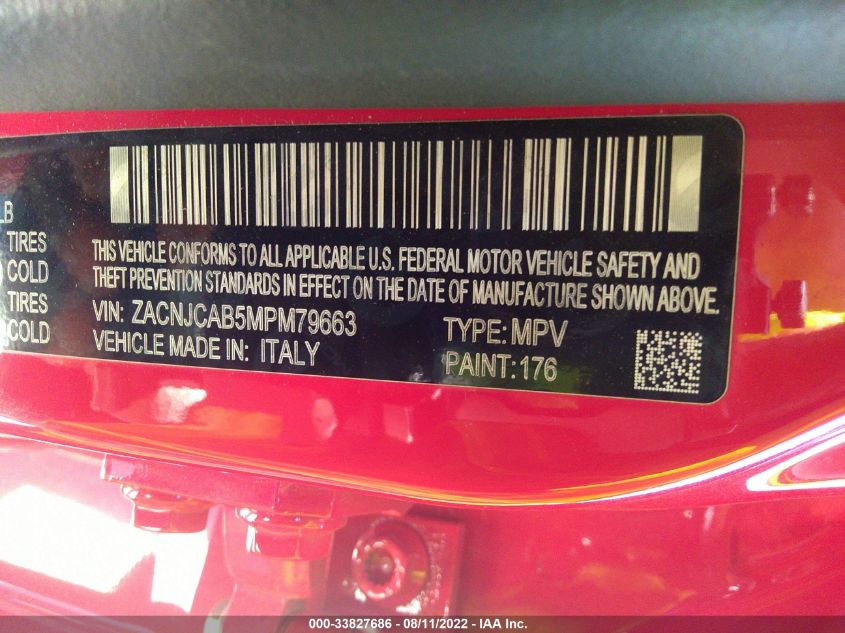 LB
TIRES
COLD
TIRES
COLD
THIS VEHICLE CONFORMS TO ALL APPLICABLE U.S. FEDERAL MOTOR VEHICLE SAFETY AND
THEFT PREVENTION STANDARDS IN EFFECT ON THE DATE OF MANUFACTURE SHOWN ABOVE.
VIN: ZACNJCAB5MPM79663 TYPE: MPV
VEHICLE MADE IN: ITALY PAINT: 176
000-33827686 - 08/11/2022 - IAA Inc.